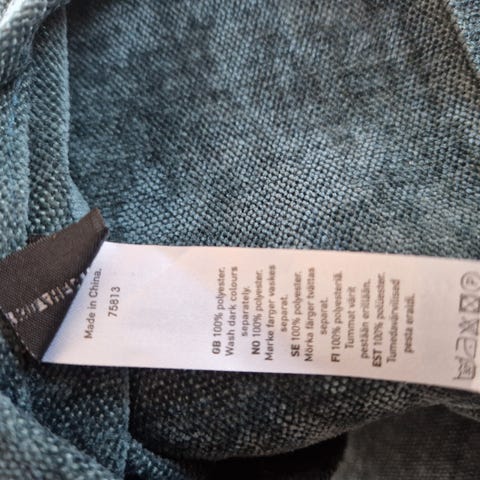 Made in China.
75813
GB 100% polyester.
Wash dark colours
separately.
NO 100% polyester.
Mørke farger vaskes
separat.
SE 100% polyester.
Mörka färger tvättas
separat.
FI 100% polyesteriä.
Tummat värit
pestään erillään.
EST 100% polüester.
Tumedavärvilised
pesta eraldi.